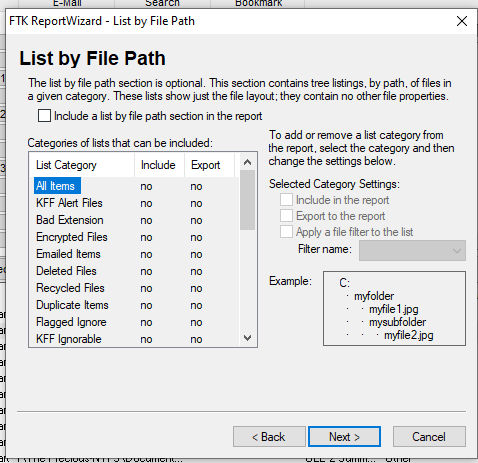 E-Mail Search Bookmark
FTK ReportWizard - List by File Path
List by File Path
The list by file path section is optional. This section contains tree listings, by path, of files in
a given category. These lists show just the file layout; they contain no other file properties.
Include a list by file path section in the report
Categories of lists that can be included:
List Category Include Export
All Items no no
KFF Alert Files no no
Bad Extension no no
Encrypted Files no no
Emailed Items no no
Deleted Files no no
Recycled Files no no
Duplicate Items no no
Flagged Ignore no no
KFF Ignorable no no
To add or remove a list category from
the report, select the category and then
change the settings below.
Selected Category Settings:
Include in the report
Export to the report
Apply a file filter to the list
Filter name:
Example:
C:
· myfolder
· · myfile1.jpg
· · mysubfolder
· · · myfile2.jpg
< Back Next > Cancel